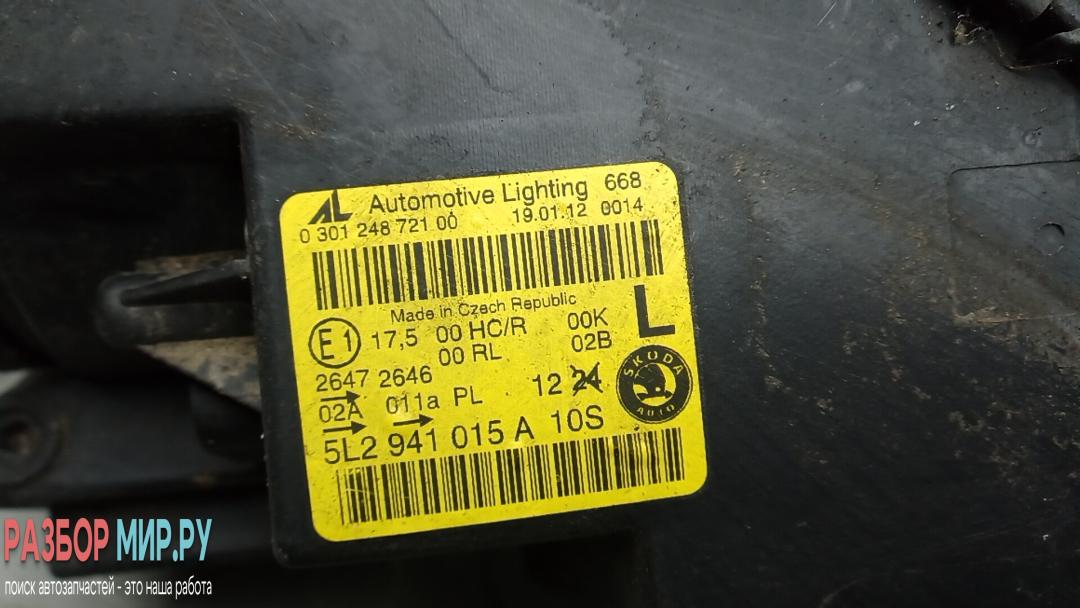 AL Automotive Lighting 668
0 301 248 721 00 19.01.12 0014
Made in Czech Republic
E1 17,5 00 HC/R 00K L
00 RL 02B
2647 2646
02A 011a PL 12 24
SKODA
AUTO
5L2 941 015 A 10S
РАЗБОР МИР.РУ
поиск автозапчастей - это наша работа